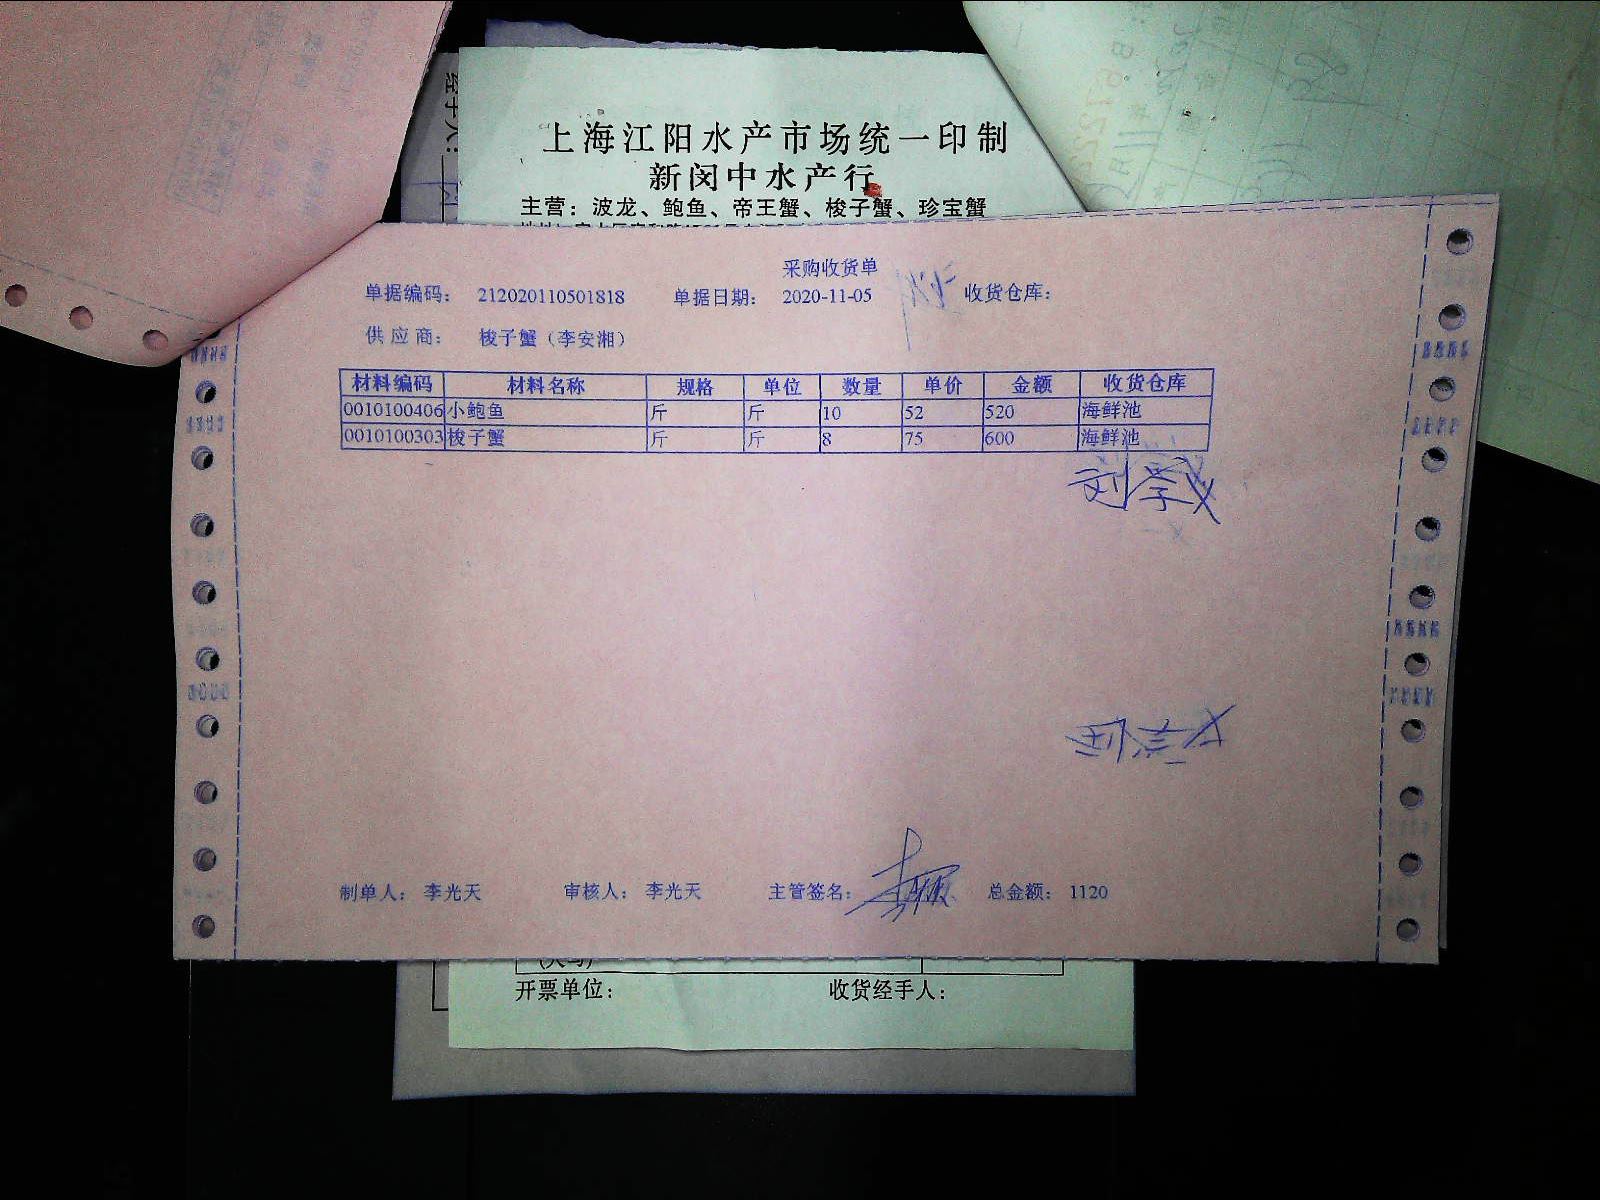 上海江阳水产市场统一印制
新闵中水产行
主营：波龙、鲍鱼、帝王蟹、梭子蟹、珍宝蟹
采购收货单
单据编码： 212020110501818 单据日期： 2020-11-05 收货仓库：
供应商： 梭子蟹（李安湘）
材料编码 材料名称 规格 单位 数量 单价 金额 收货仓库
0010100406 小鲍鱼 斤 斤 10 52 520 海鲜池
0010100303 梭子蟹 斤 斤 8 75 600 海鲜池
制单人： 李光天 审核人： 李光天 主管签名： 总金额： 1120
开票单位： 收货经手人：